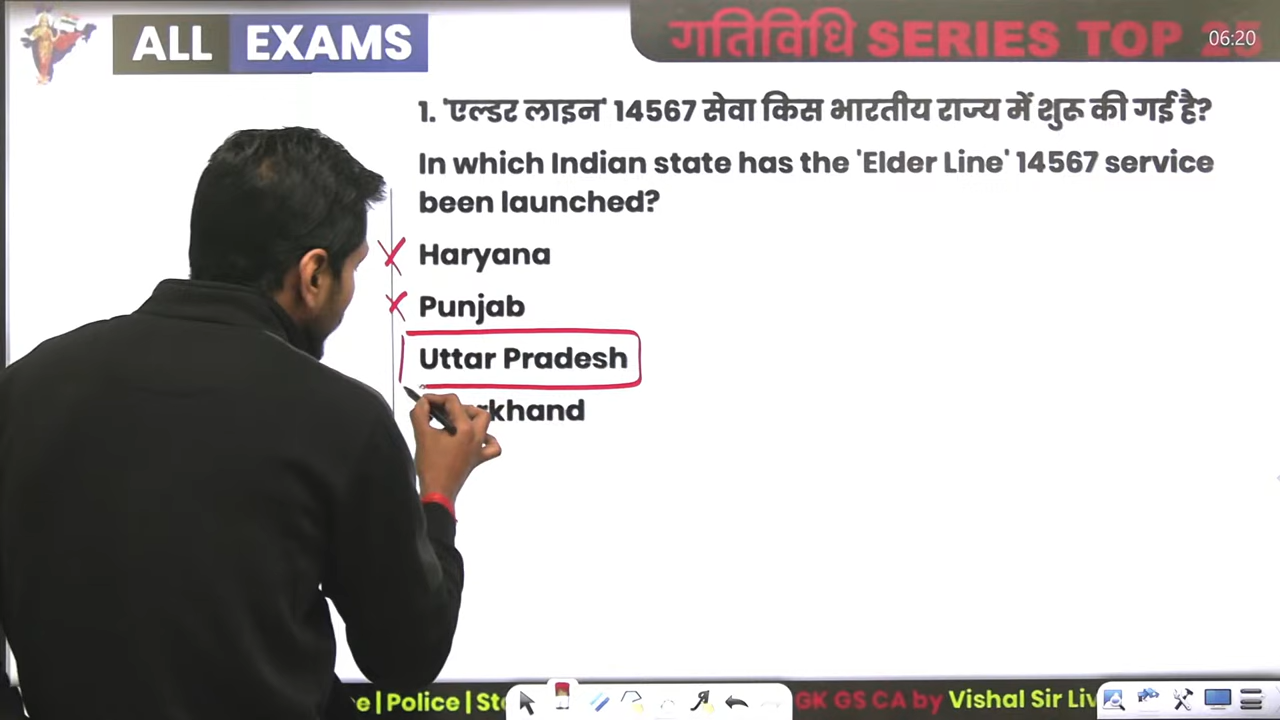 ALL EXAMS
गतिविधि SERIES TOP 25
06:20
1. 'एल्डर लाइन' 14567 सेवा किस भारतीय राज्य में शुरू की गई है?
In which Indian state has the 'Elder Line' 14567 service
been launched?
Haryana
Punjab
Uttar Pradesh
GK GS CA by Vishal Sir
| Police |